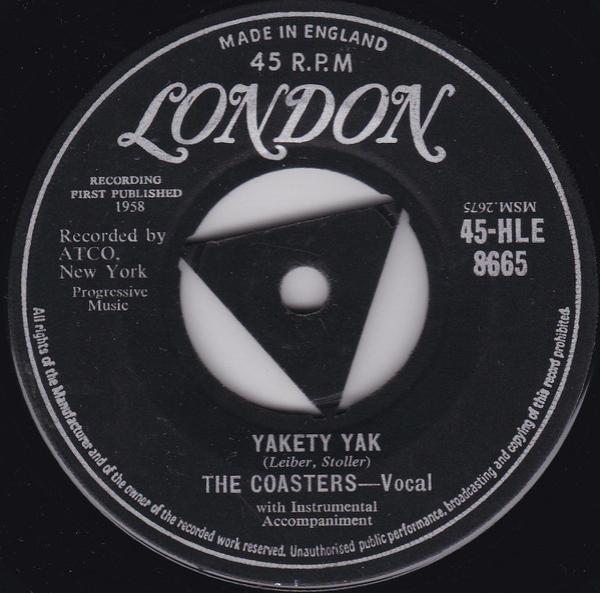 MADE IN ENGLAND
45 R.P.M
LONDON
RECORDING
FIRST PUBLISHED
1958
Recorded by
ATCO,
New York
Progressive
Music
MSM.2675
45-HLE
8665
YAKETY YAK
(Leiber, Stoller)
THE COASTERS—Vocal
with Instrumental
Accompaniment
All rights of the Manufacturer and of the owner of the recorded work reserved. Unauthorised public performance, broadcasting and copying of this record prohibited.